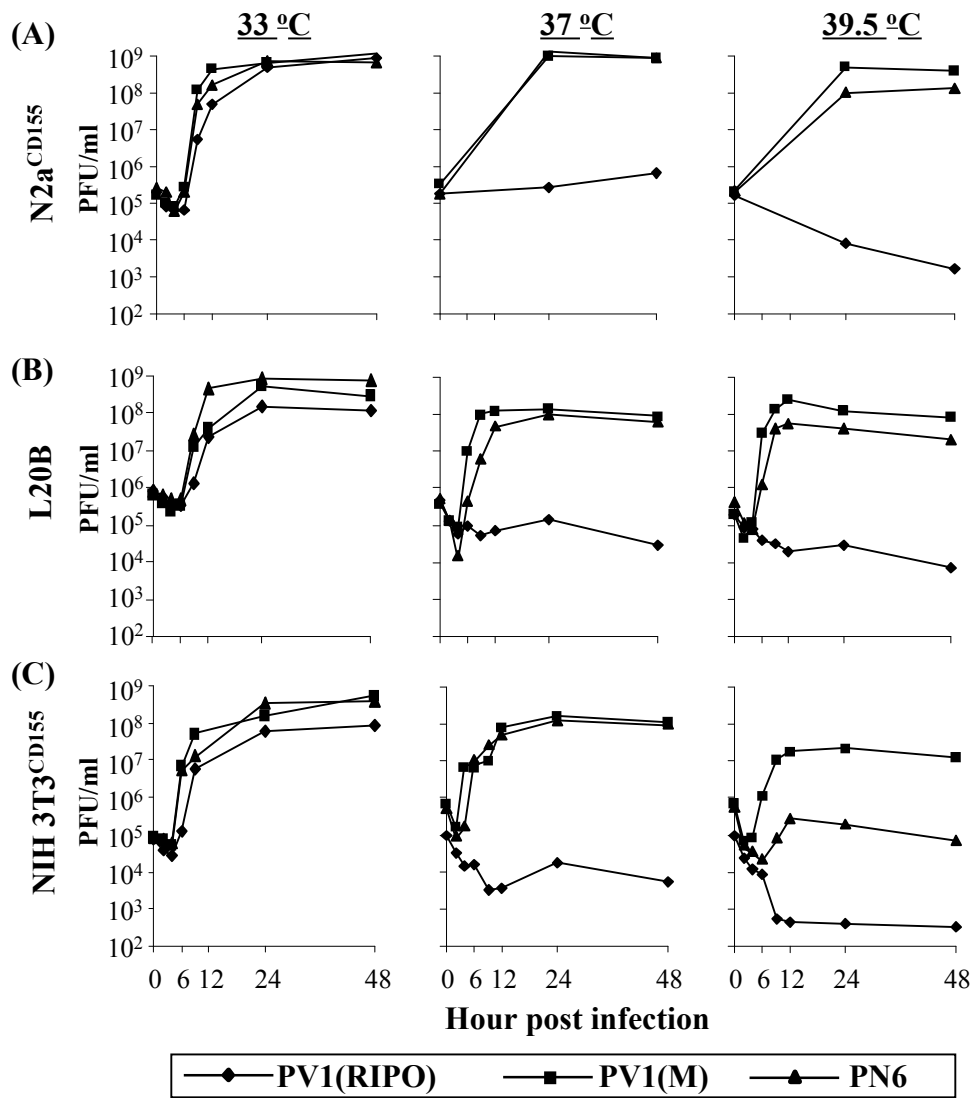 33 ºC 37 ºC 39.5 ºC
(A)
N2a^CD155
PFU/ml
10^9
10^8
10^7
10^6
10^5
10^4
10^3
10^2
(B)
L20B
PFU/ml
10^9
10^8
10^7
10^6
10^5
10^4
10^3
10^2
(C)
NIH 3T3^CD155
PFU/ml
10^9
10^8
10^7
10^6
10^5
10^4
10^3
10^2
0 6 12 24 48 0 6 12 24 48 0 6 12 24 48
Hour post infection
PV1(RIPO) PV1(M) PN6